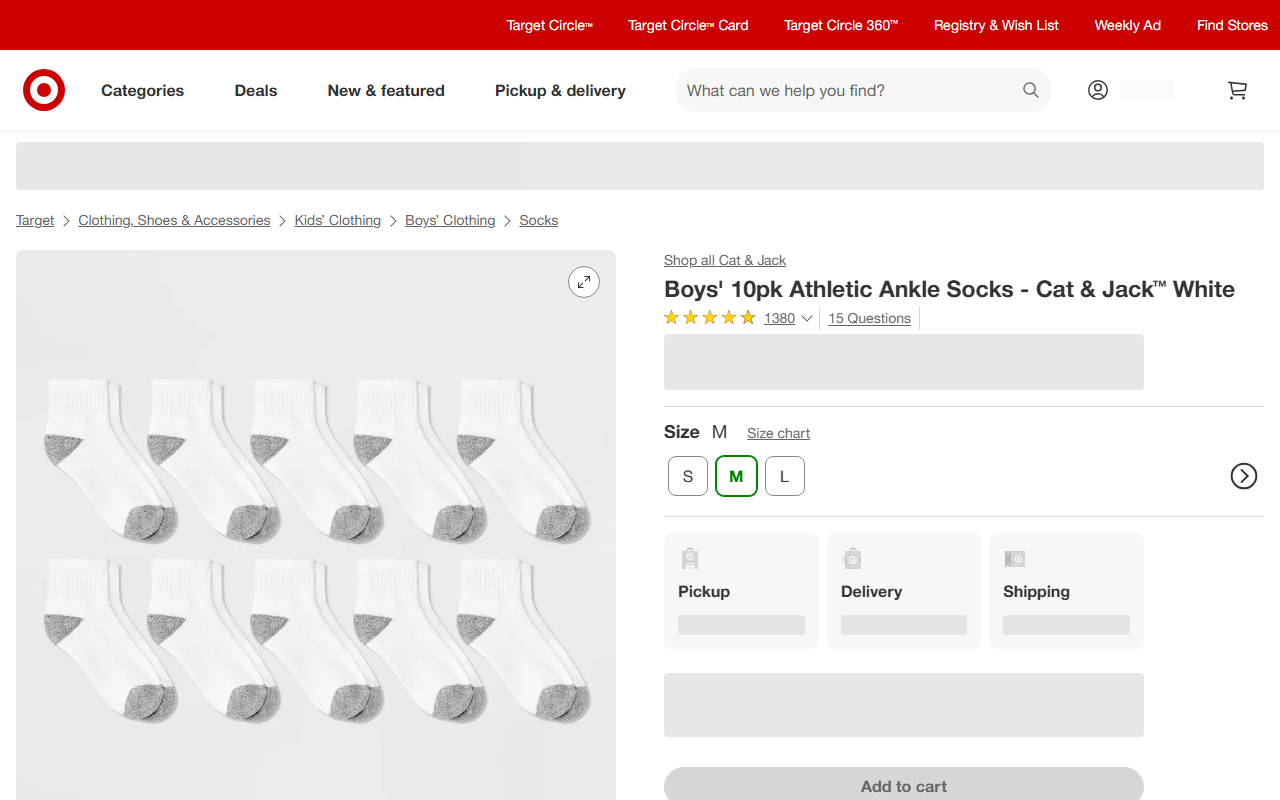 Target Circle™
Target Circle™ Card
Target Circle 360™
Registry & Wish List
Weekly Ad
Find Stores
Categories
Deals
New & featured
Pickup & delivery
What can we help you find?
Target
Clothing, Shoes & Accessories
Kids’ Clothing
Boys’ Clothing
Socks
Shop all Cat & Jack
Boys' 10pk Athletic Ankle Socks - Cat & Jack™ White
1380
15 Questions
Size M Size chart
S
M
L
Pickup
Delivery
Shipping
Add to cart